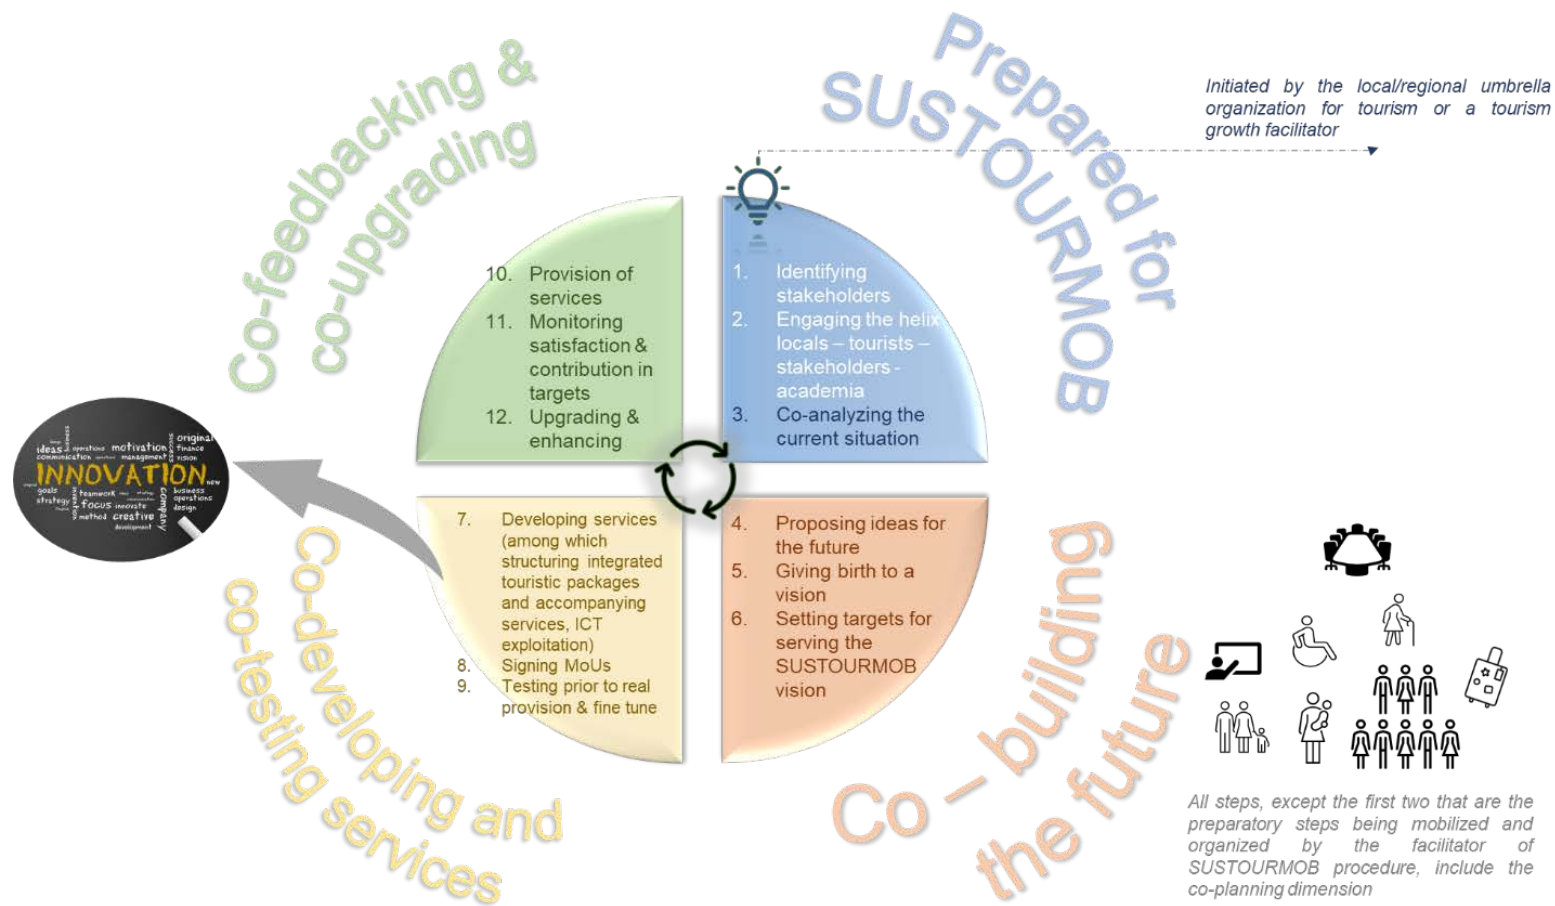 Prepared for
SUSTOURMOB
Initiated by the local/regional umbrella
organization for tourism or a tourism
growth facilitator
1. Identifying
stakeholders
2. Engaging the helix
locals – tourists –
stakeholders -
academia
3. Co-analyzing the
current situation
Co – building
the future
4. Proposing ideas for
the future
5. Giving birth to a
vision
6. Setting targets for
serving the
SUSTOURMOB
vision
All steps, except the first two that are the
preparatory steps being mobilized and
organized by the facilitator of
SUSTOURMOB procedure, include the
co-planning dimension
Co-developing and
co-testing services
7. Developing services
(among which
structuring integrated
touristic packages
and accompanying
services, ICT
exploitation)
8. Signing MoUs
9. Testing prior to real
provision & fine tune
Co-feedbacking &
co-upgrading
10. Provision of
services
11. Monitoring
satisfaction &
contribution in
targets
12. Upgrading &
enhancing
original
ideas operations motivation finance
communication management vision
success
INNOVATION
new
goals teamwork business
strategy operations
focus innovate design
company
method creative
development